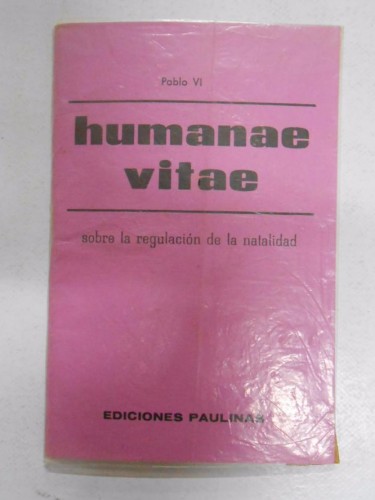 Pablo VI
humanae
vitae
sobre la regulación de la natalidad
EDICIONES PAULINAS